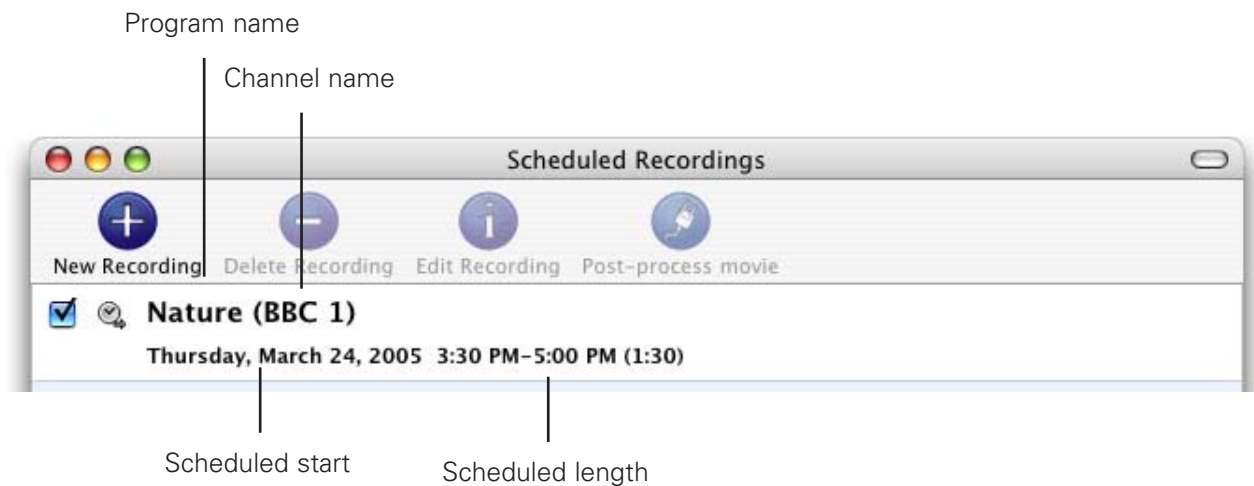 Program name
Channel name
Scheduled Recordings
New Recording Delete Recording Edit Recording Post-process movie
Nature (BBC 1)
Thursday, March 24, 2005 3:30 PM–5:00 PM (1:30)
Scheduled start
Scheduled length